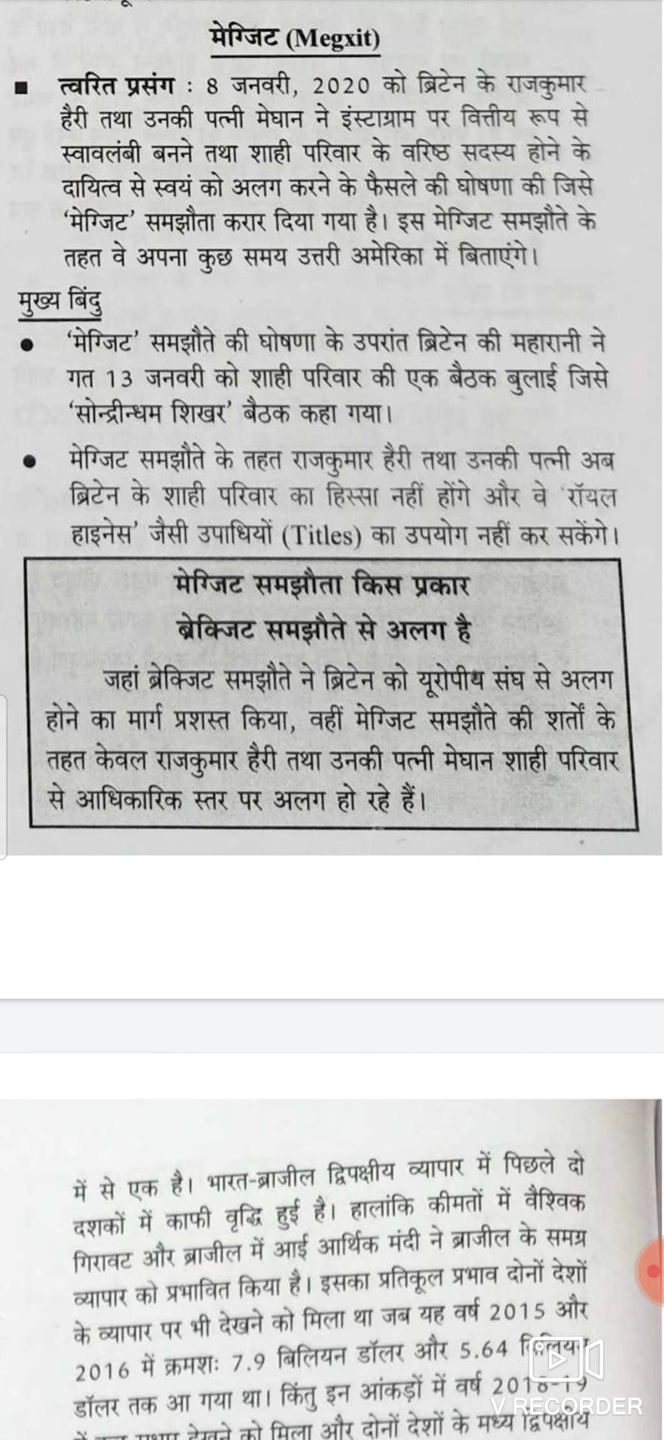 मेग्जिट (Megxit)
▪ त्वरित प्रसंग : 8 जनवरी, 2020 को ब्रिटेन के राजकुमार
हैरी तथा उनकी पत्नी मेघान ने इंस्टाग्राम पर वित्तीय रूप से
स्वावलंबी बनने तथा शाही परिवार के वरिष्ठ सदस्य होने के
दायित्व से स्वयं को अलग करने के फैसले की घोषणा की जिसे
‘मेग्जिट’ समझौता करार दिया गया है। इस मेग्जिट समझौते के
तहत वे अपना कुछ समय उत्तरी अमेरिका में बिताएंगे।
मुख्य बिंदु
● ‘मेग्जिट’ समझौते की घोषणा के उपरांत ब्रिटेन की महारानी ने
गत 13 जनवरी को शाही परिवार की एक बैठक बुलाई जिसे
‘सोन्द्रीन्धम शिखर’ बैठक कहा गया।
● मेग्जिट समझौते के तहत राजकुमार हैरी तथा उनकी पत्नी अब
ब्रिटेन के शाही परिवार का हिस्सा नहीं होंगे और वे ‘रॉयल
हाइनेस’ जैसी उपाधियों (Titles) का उपयोग नहीं कर सकेंगे।
मेग्जिट समझौता किस प्रकार
ब्रेक्जिट समझौते से अलग है
जहां ब्रेक्जिट समझौते ने ब्रिटेन को यूरोपीय संघ से अलग
होने का मार्ग प्रशस्त किया, वहीं मेग्जिट समझौते की शर्तों के
तहत केवल राजकुमार हैरी तथा उनकी पत्नी मेघान शाही परिवार
से आधिकारिक स्तर पर अलग हो रहे हैं।
में से एक है। भारत-ब्राजील द्विपक्षीय व्यापार में पिछले दो
दशकों में काफी वृद्धि हुई है। हालांकि कीमतों में वैश्विक
गिरावट और ब्राजील में आई आर्थिक मंदी ने ब्राजील के समग्र
व्यापार को प्रभावित किया है। इसका प्रतिकूल प्रभाव दोनों देशों
के व्यापार पर भी देखने को मिला था जब यह वर्ष 2015 और
2016 में क्रमशः 7.9 बिलियन डॉलर और 5.64 बिलियन
डॉलर तक आ गया था। किंतु इन आंकड़ों में वर्ष 2018-19
देखने को मिला और दोनों देशों के मध्य द्विपक्षीय
V RECORDER